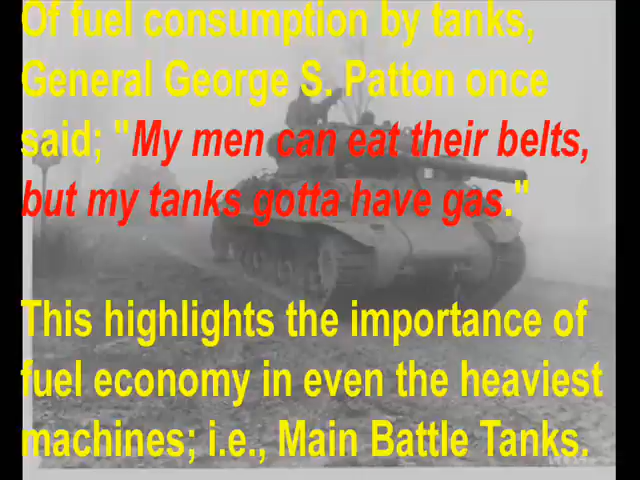 Of fuel consumption by tanks,
General George S. Patton once
said; "My men can eat their belts,
but my tanks gotta have gas."
This highlights the importance of
fuel economy in even the heaviest
machines; i.e., Main Battle Tanks.